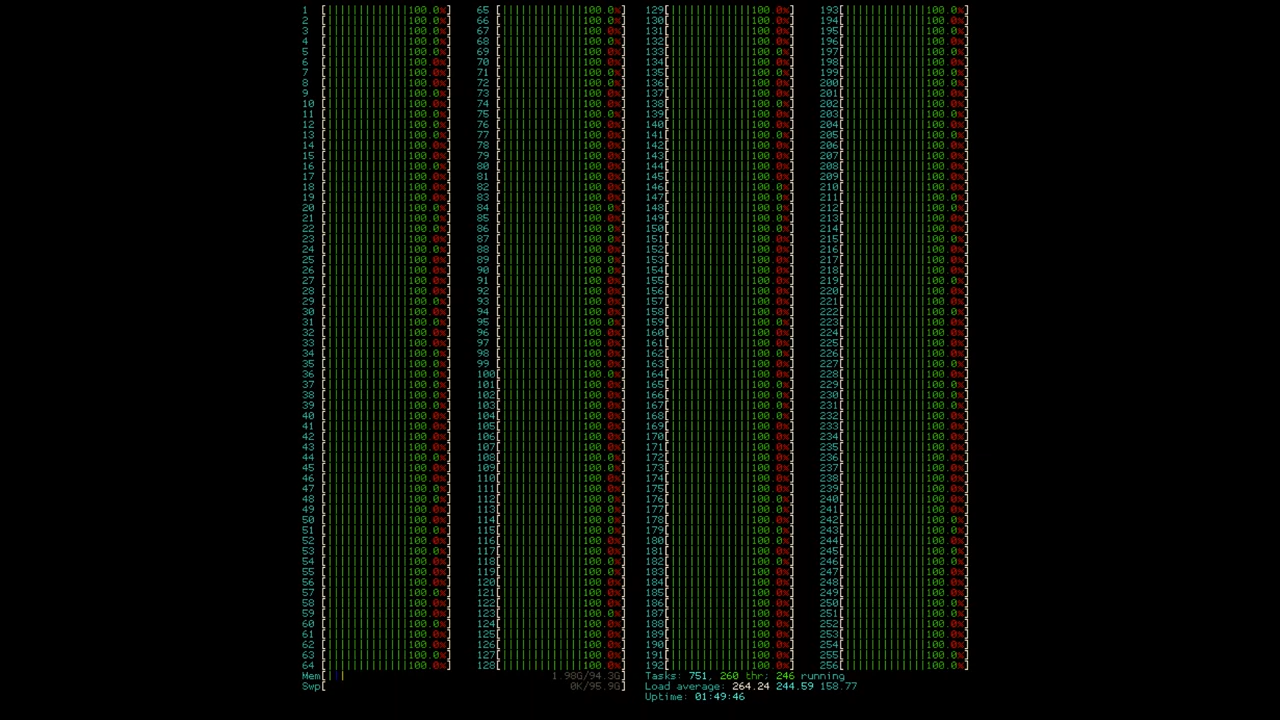 1 [100.0%] 65 [100.0%] 129[100.0%] 193[100.0%]
2 [100.0%] 66 [100.0%] 130[100.0%] 194[100.0%]
3 [100.0%] 67 [100.0%] 131[100.0%] 195[100.0%]
4 [100.0%] 68 [100.0%] 132[100.0%] 196[100.0%]
5 [100.0%] 69 [100.0%] 133[100.0%] 197[100.0%]
6 [100.0%] 70 [100.0%] 134[100.0%] 198[100.0%]
7 [100.0%] 71 [100.0%] 135[100.0%] 199[100.0%]
8 [100.0%] 72 [100.0%] 136[100.0%] 200[100.0%]
9 [100.0%] 73 [100.0%] 137[100.0%] 201[100.0%]
10 [100.0%] 74 [100.0%] 138[100.0%] 202[100.0%]
11 [100.0%] 75 [100.0%] 139[100.0%] 203[100.0%]
12 [100.0%] 76 [100.0%] 140[100.0%] 204[100.0%]
13 [100.0%] 77 [100.0%] 141[100.0%] 205[100.0%]
14 [100.0%] 78 [100.0%] 142[100.0%] 206[100.0%]
15 [100.0%] 79 [100.0%] 143[100.0%] 207[100.0%]
16 [100.0%] 80 [100.0%] 144[100.0%] 208[100.0%]
17 [100.0%] 81 [100.0%] 145[100.0%] 209[100.0%]
18 [100.0%] 82 [100.0%] 146[100.0%] 210[100.0%]
19 [100.0%] 83 [100.0%] 147[100.0%] 211[100.0%]
20 [100.0%] 84 [100.0%] 148[100.0%] 212[100.0%]
21 [100.0%] 85 [100.0%] 149[100.0%] 213[100.0%]
22 [100.0%] 86 [100.0%] 150[100.0%] 214[100.0%]
23 [100.0%] 87 [100.0%] 151[100.0%] 215[100.0%]
24 [100.0%] 88 [100.0%] 152[100.0%] 216[100.0%]
25 [100.0%] 89 [100.0%] 153[100.0%] 217[100.0%]
26 [100.0%] 90 [100.0%] 154[100.0%] 218[100.0%]
27 [100.0%] 91 [100.0%] 155[100.0%] 219[100.0%]
28 [100.0%] 92 [100.0%] 156[100.0%] 220[100.0%]
29 [100.0%] 93 [100.0%] 157[100.0%] 221[100.0%]
30 [100.0%] 94 [100.0%] 158[100.0%] 222[100.0%]
31 [100.0%] 95 [100.0%] 159[100.0%] 223[100.0%]
32 [100.0%] 96 [100.0%] 160[100.0%] 224[100.0%]
33 [100.0%] 97 [100.0%] 161[100.0%] 225[100.0%]
34 [100.0%] 98 [100.0%] 162[100.0%] 226[100.0%]
35 [100.0%] 99 [100.0%] 163[100.0%] 227[100.0%]
36 [100.0%] 100[100.0%] 164[100.0%] 228[100.0%]
37 [100.0%] 101[100.0%] 165[100.0%] 229[100.0%]
38 [100.0%] 102[100.0%] 166[100.0%] 230[100.0%]
39 [100.0%] 103[100.0%] 167[100.0%] 231[100.0%]
40 [100.0%] 104[100.0%] 168[100.0%] 232[100.0%]
41 [100.0%] 105[100.0%] 169[100.0%] 233[100.0%]
42 [100.0%] 106[100.0%] 170[100.0%] 234[100.0%]
43 [100.0%] 107[100.0%] 171[100.0%] 235[100.0%]
44 [100.0%] 108[100.0%] 172[100.0%] 236[100.0%]
45 [100.0%] 109[100.0%] 173[100.0%] 237[100.0%]
46 [100.0%] 110[100.0%] 174[100.0%] 238[100.0%]
47 [100.0%] 111[100.0%] 175[100.0%] 239[100.0%]
48 [100.0%] 112[100.0%] 176[100.0%] 240[100.0%]
49 [100.0%] 113[100.0%] 177[100.0%] 241[100.0%]
50 [100.0%] 114[100.0%] 178[100.0%] 242[100.0%]
51 [100.0%] 115[100.0%] 179[100.0%] 243[100.0%]
52 [100.0%] 116[100.0%] 180[100.0%] 244[100.0%]
53 [100.0%] 117[100.0%] 181[100.0%] 245[100.0%]
54 [100.0%] 118[100.0%] 182[100.0%] 246[100.0%]
55 [100.0%] 119[100.0%] 183[100.0%] 247[100.0%]
56 [100.0%] 120[100.0%] 184[100.0%] 248[100.0%]
57 [100.0%] 121[100.0%] 185[100.0%] 249[100.0%]
58 [100.0%] 122[100.0%] 186[100.0%] 250[100.0%]
59 [100.0%] 123[100.0%] 187[100.0%] 251[100.0%]
60 [100.0%] 124[100.0%] 188[100.0%] 252[100.0%]
61 [100.0%] 125[100.0%] 189[100.0%] 253[100.0%]
62 [100.0%] 126[100.0%] 190[100.0%] 254[100.0%]
63 [100.0%] 127[100.0%] 191[100.0%] 255[100.0%]
64 [100.0%] 128[100.0%] 192[100.0%] 256[100.0%]
Mem[||| 1.98G/94.3G] Tasks: 751, 260 thr; 246 running
Swp[ 0K/95.9G] Load average: 264.24 244.59 158.77
Uptime: 01:49:46